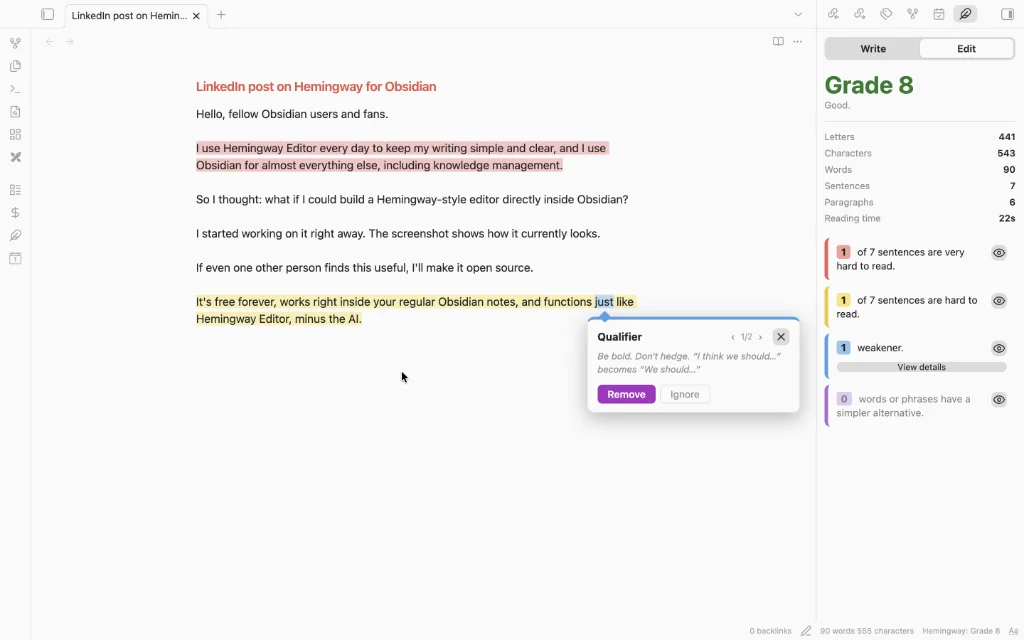 LinkedIn post on Hemin...
LinkedIn post on Hemingway for Obsidian
Hello, fellow Obsidian users and fans.
I use Hemingway Editor every day to keep my writing simple and clear, and I use
Obsidian for almost everything else, including knowledge management.
So I thought: what if I could build a Hemingway-style editor directly inside Obsidian?
I started working on it right away. The screenshot shows how it currently looks.
If even one other person finds this useful, I'll make it open source.
It's free forever, works right inside your regular Obsidian notes, and functions just like
Hemingway Editor, minus the AI.
Qualifier
1/2
Be bold. Don't hedge. “I think we should...”
becomes “We should...”
Remove
Ignore
Write
Edit
Grade 8
Good.
Letters 441
Characters 543
Words 90
Sentences 7
Paragraphs 6
Reading time 22s
1 of 7 sentences are very
hard to read.
1 of 7 sentences are hard to
read.
1 weakener.
View details
0 words or phrases have a
simpler alternative.
0 backlinks
90 words 555 characters
Hemingway: Grade 8
Aa